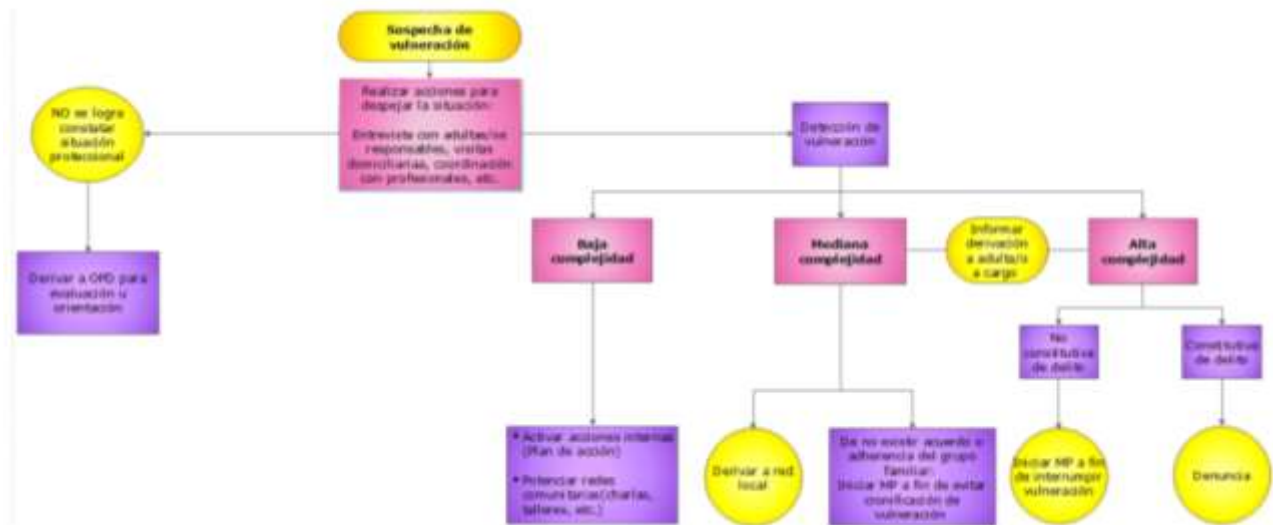 Sospecha de
vulneración
Realizar acciones para
despejar la situación:
Entrevista con adultas/os
responsables, visitas
domiciliarias, coordinación
con profesionales, etc.
NO se logra
constatar
situación
proteccional
Derivar a OPD para
evaluación u
orientación
Detección de
vulneración
Baja
complejidad
Mediana
complejidad
Informar
derivación
a adulta/o
a cargo
Alta
complejidad
No
constitutiva
de delito
Constitutiva
de delito
• Activar acciones internas
(Plan de acción)
• Potenciar redes
comunitarias(charlas,
talleres, etc.)
Derivar a red
local
De no existir acuerdo o
adherencia del grupo
familiar:
Iniciar MP a fin de evitar
cronificación de
vulneración
Iniciar MP a fin
de interrumpir
vulneración
Denuncia